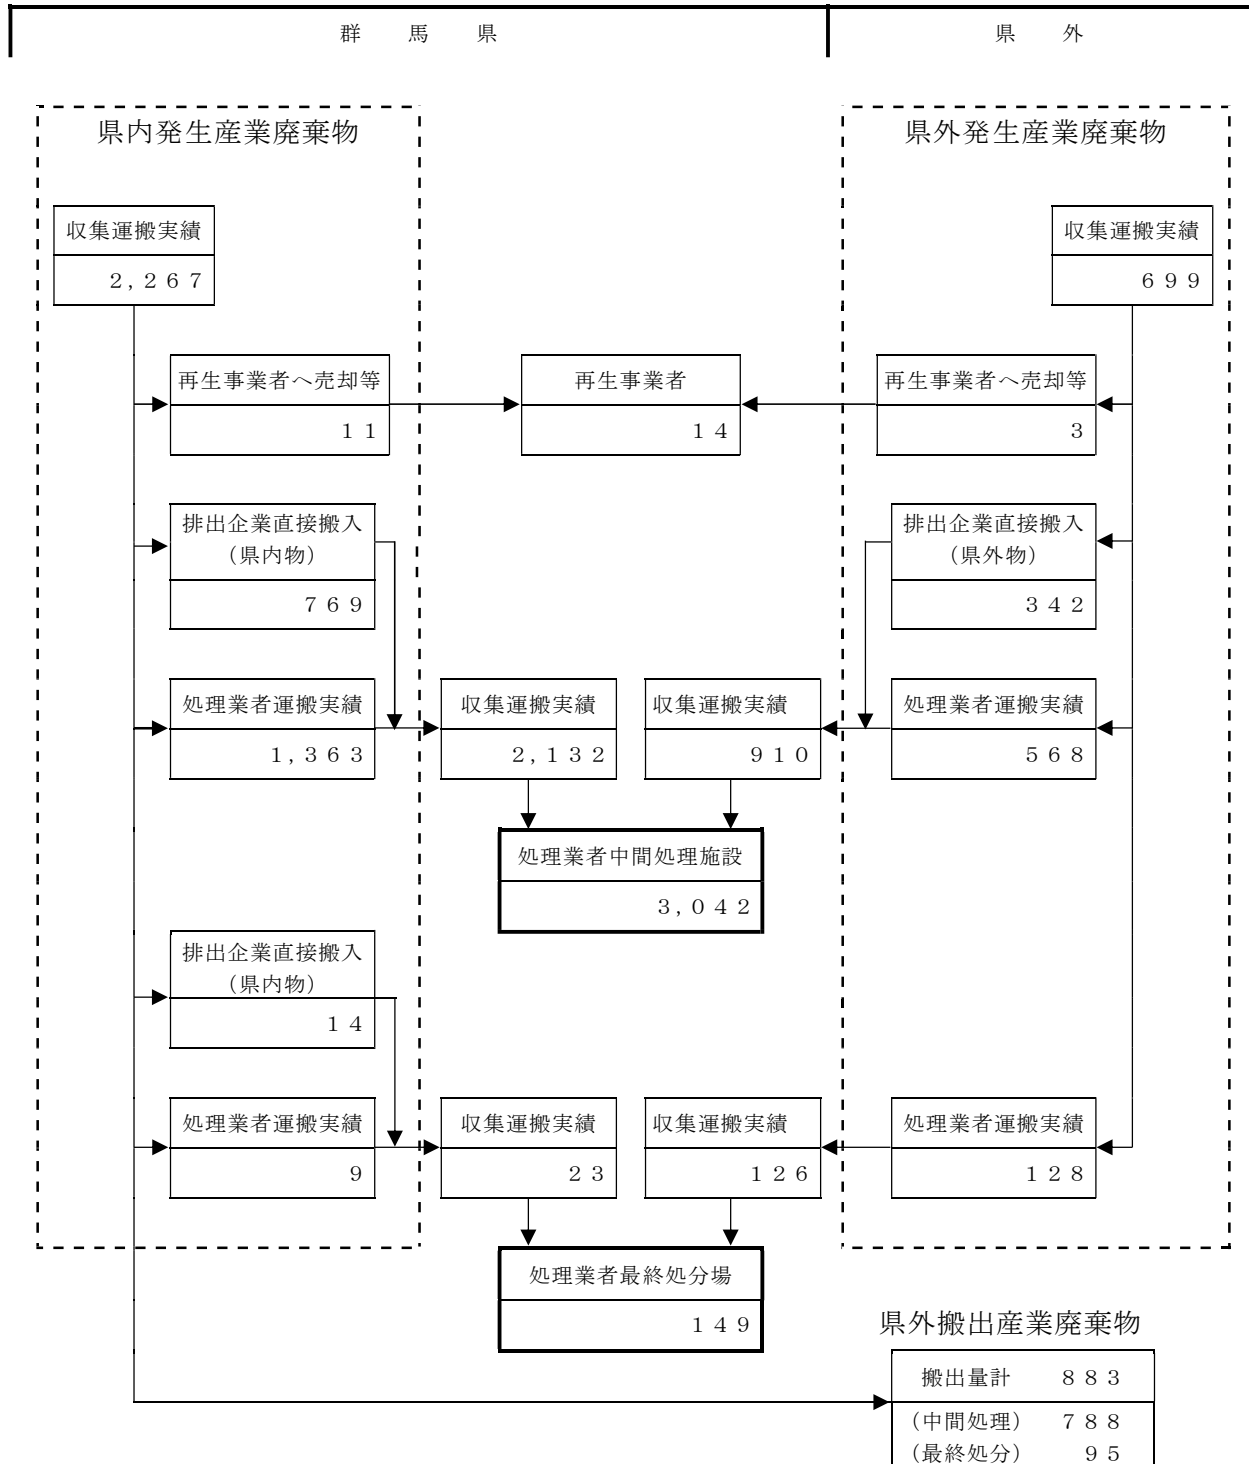 群馬県
県外
県内発生産業廃棄物
県外発生産業廃棄物
収集運搬実績
2,267
収集運搬実績
699
再生事業者へ売却等
11
再生事業者
14
再生事業者へ売却等
3
排出企業直接搬入
(県内物)
769
排出企業直接搬入
(県外物)
342
処理業者運搬実績
1,363
収集運搬実績
2,132
収集運搬実績
910
処理業者運搬実績
568
処理業者中間処理施設
3,042
排出企業直接搬入
(県内物)
14
処理業者運搬実績
9
収集運搬実績
23
収集運搬実績
126
処理業者運搬実績
128
処理業者最終処分場
149
県外搬出産業廃棄物
搬出量計 883
(中間処理) 788
(最終処分) 95